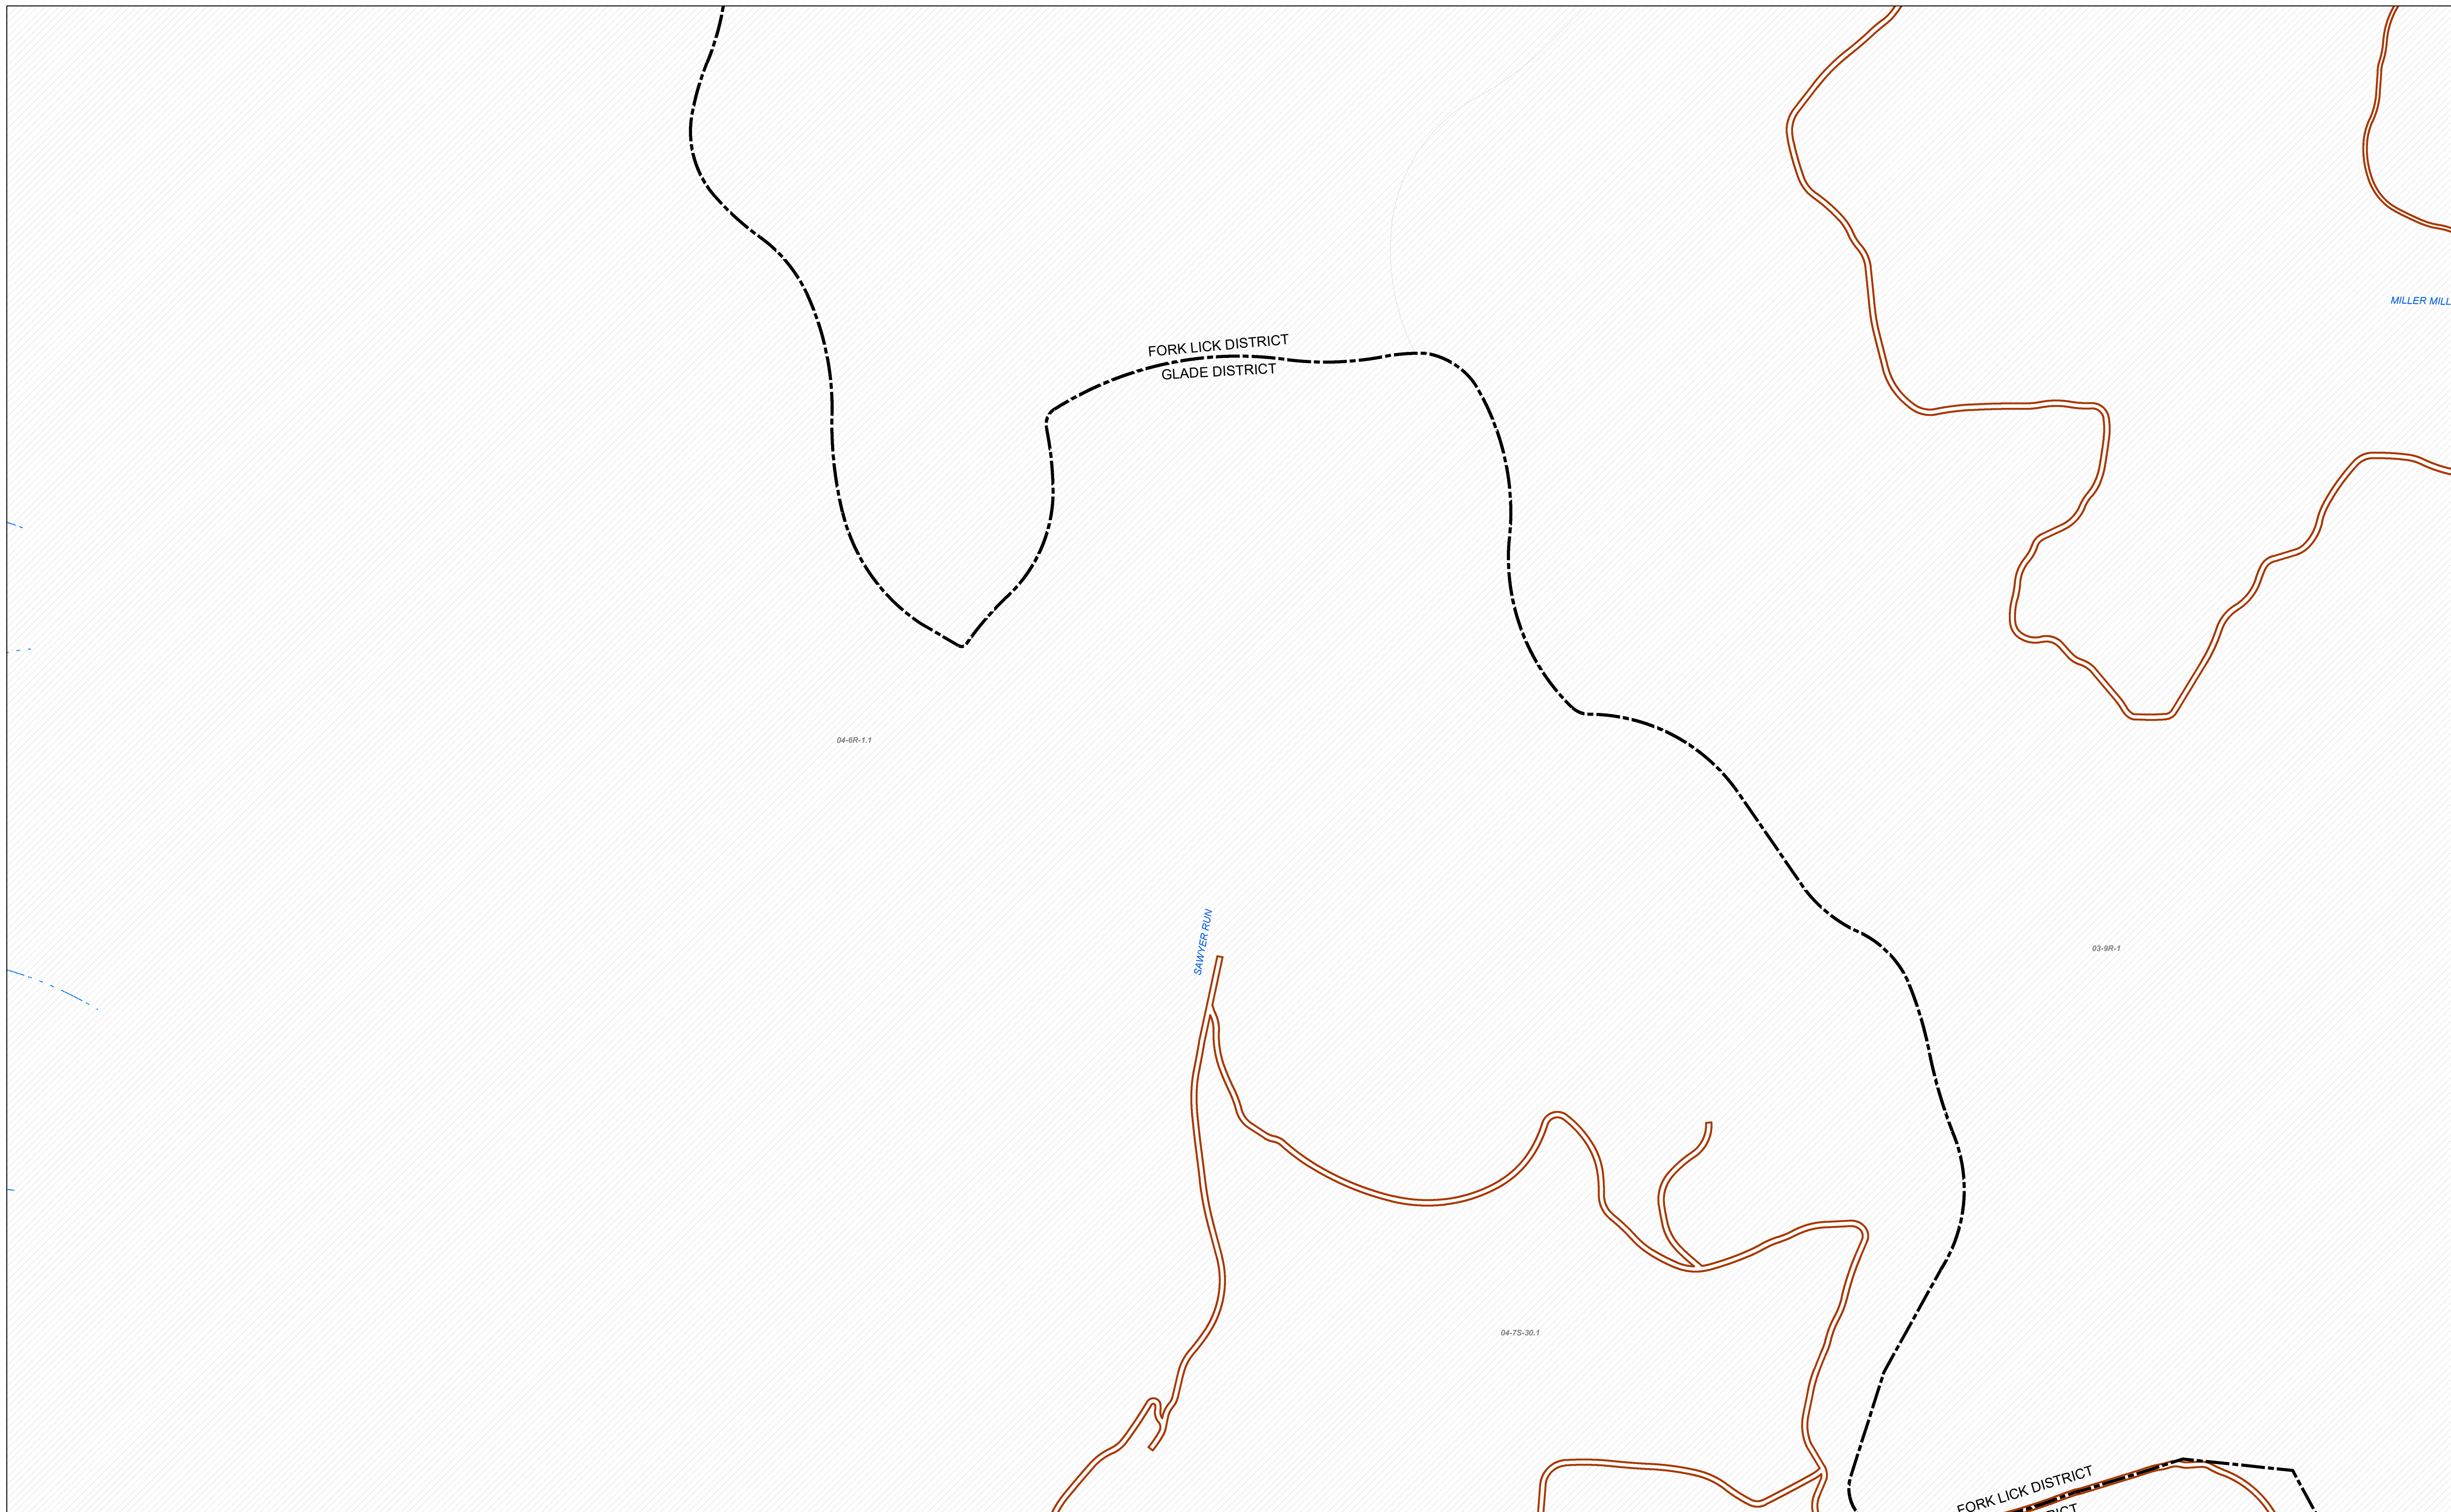 MILLER MILL
FORK LICK DISTRICT
GLADE DISTRICT
04-6R-1.1
SAWYER RUN
03-9R-1
04-7S-30.1
FORK LICK DISTRICT